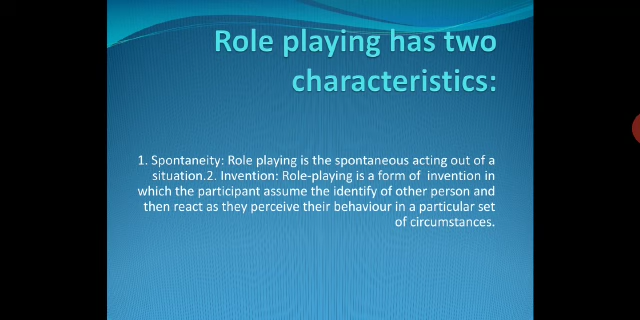 Role playing has two
characteristics:
1. Spontaneity: Role playing is the spontaneous acting out of a
situation.2. Invention: Role-playing is a form of  invention in
which the participant assume the identify of other person and
then react as they perceive their behaviour in a particular set
of circumstances.